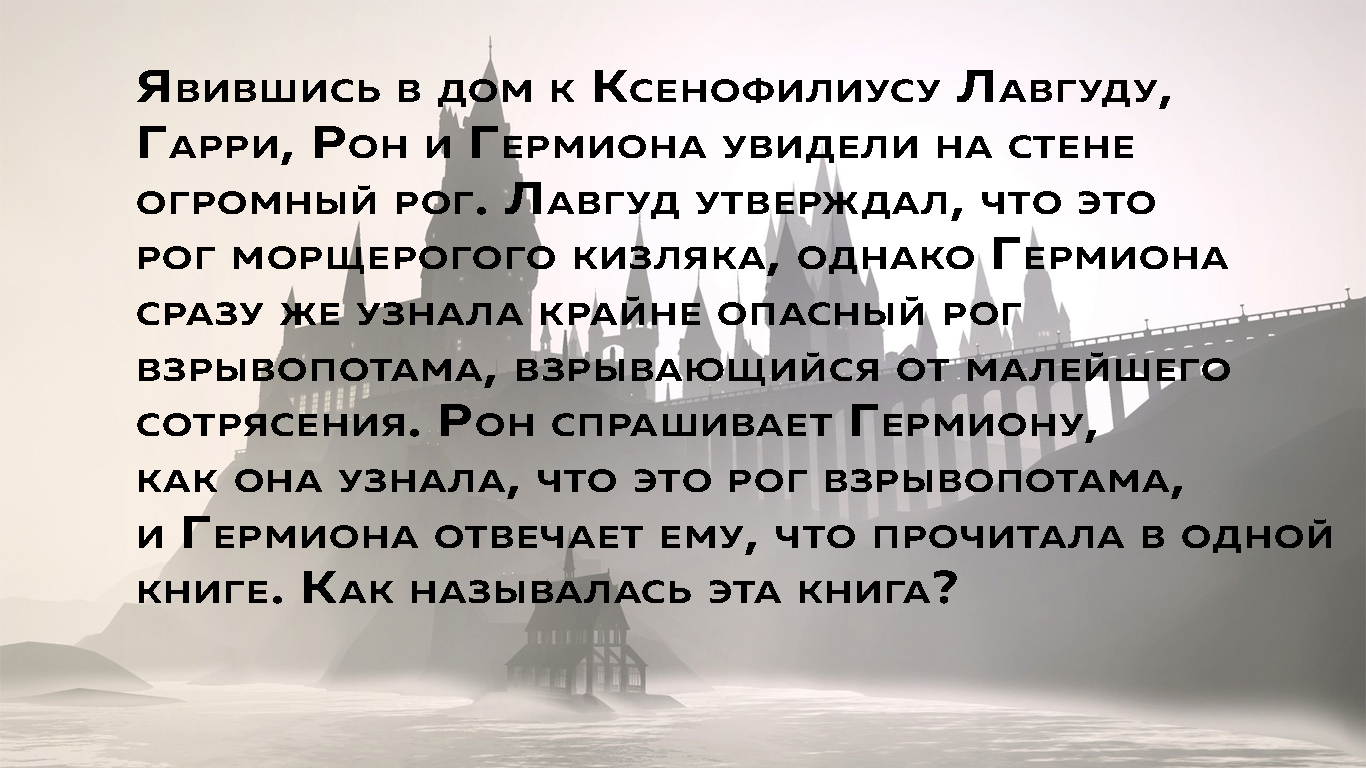 Явившись в дом к Ксенофилиусу Лавгуду,
Гарри, Рон и Гермиона увидели на стене
огромный рог. Лавгуд утверждал, что это
рог морщерогого кизляка, однако Гермиона
сразу же узнала крайне опасный рог
взрывопотама, взрывающийся от малейшего
сотрясения. Рон спрашивает Гермиону,
как она узнала, что это рог взрывопотама,
и Гермиона отвечает ему, что прочитала в одной
книге. Как называлась эта книга?